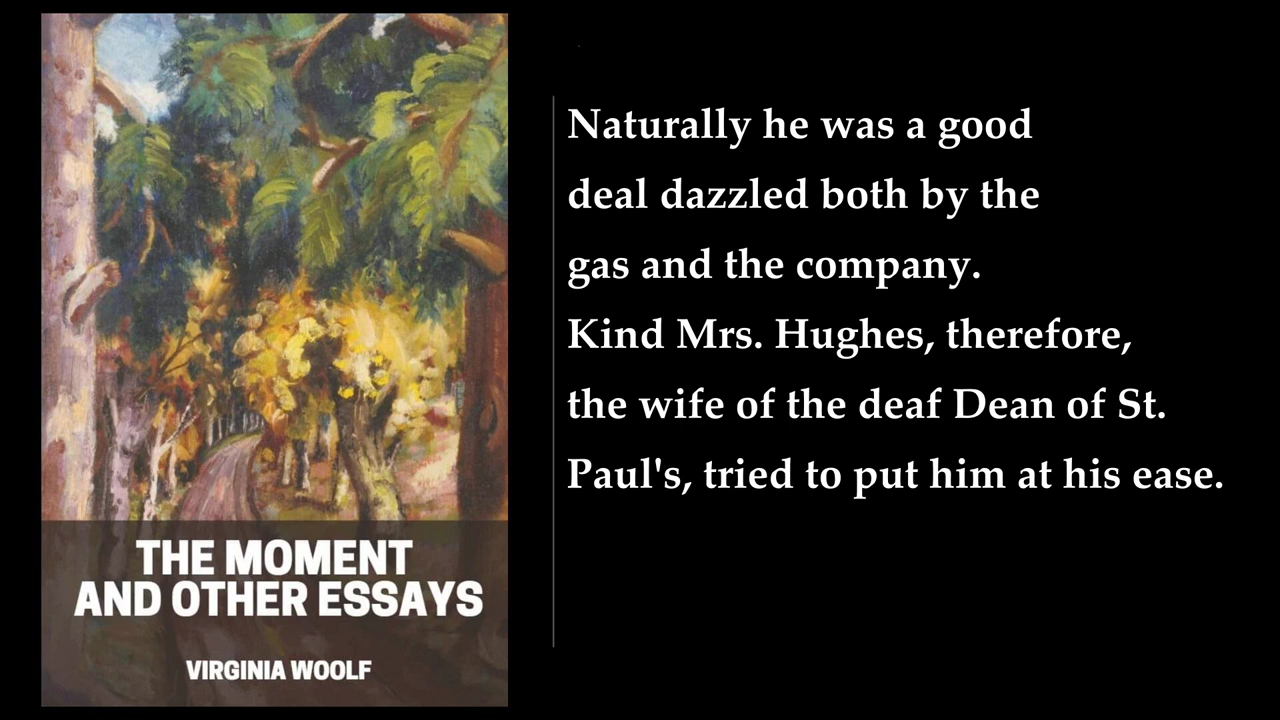 THE MOMENT
AND OTHER ESSAYS
VIRGINIA WOOLF
Naturally he was a good
deal dazzled both by the
gas and the company.
Kind Mrs. Hughes, therefore,
the wife of the deaf Dean of St.
Paul's, tried to put him at his ease.